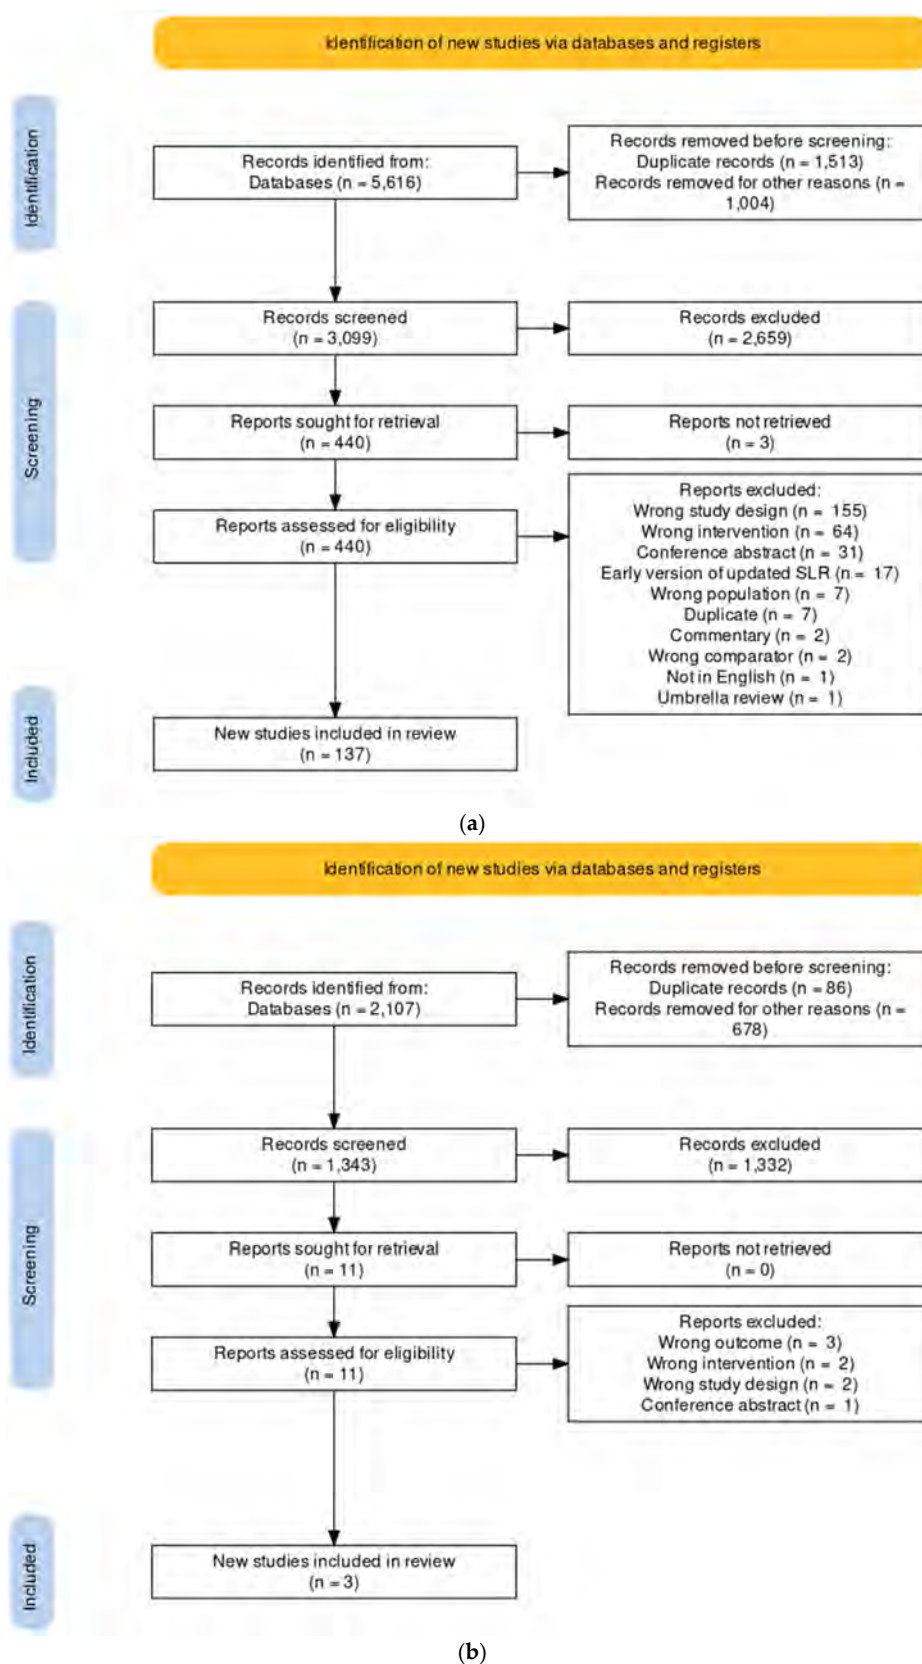 Identification of new studies via databases and registers
Identification
Records identified from:
Databases (n = 5,616)
Records removed before screening:
Duplicate records (n = 1,513)
Records removed for other reasons (n =
1,004)
Screening
Records screened
(n = 3,099)
Records excluded
(n = 2,659)
Reports sought for retrieval
(n = 440)
Reports not retrieved
(n = 3)
Reports assessed for eligibility
(n = 440)
Reports excluded:
Wrong study design (n = 155)
Wrong intervention (n = 64)
Conference abstract (n = 31)
Early version of updated SLR (n = 17)
Wrong population (n = 7)
Duplicate (n = 7)
Commentary (n = 2)
Wrong comparator (n = 2)
Not in English (n = 1)
Umbrella review (n = 1)
Included
New studies included in review
(n = 137)
(a)
Identification of new studies via databases and registers
Identification
Records identified from:
Databases (n = 2,107)
Records removed before screening:
Duplicate records (n = 86)
Records removed for other reasons (n =
678)
Screening
Records screened
(n = 1,343)
Records excluded
(n = 1,332)
Reports sought for retrieval
(n = 11)
Reports not retrieved
(n = 0)
Reports assessed for eligibility
(n = 11)
Reports excluded:
Wrong outcome (n = 3)
Wrong intervention (n = 2)
Wrong study design (n = 2)
Conference abstract (n = 1)
Included
New studies included in review
(n = 3)
(b)